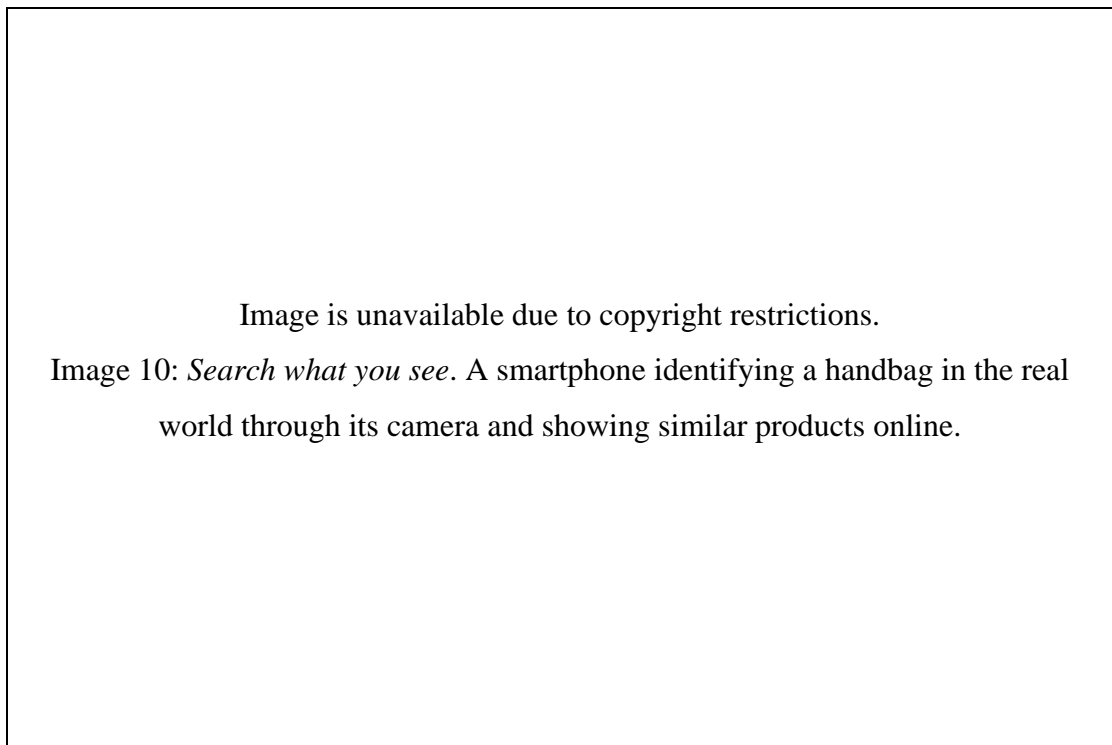 Image is unavailable due to copyright restrictions.
Image 10: Search what you see. A smartphone identifying a handbag in the real
world through its camera and showing similar products online.